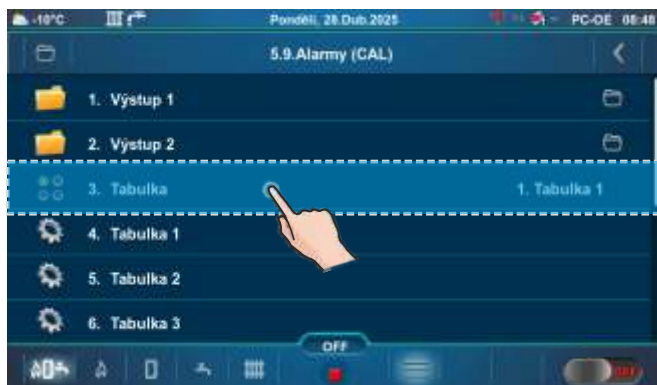 -10°C Pondělí, 28.Dub.2025 PC-OE 08:48
5.9.Alarmy (CAL)
1. Výstup 1
2. Výstup 2
3. Tabulka 1. Tabulka 1
4. Tabulka 1
5. Tabulka 2
6. Tabulka 3
OFF
OFF